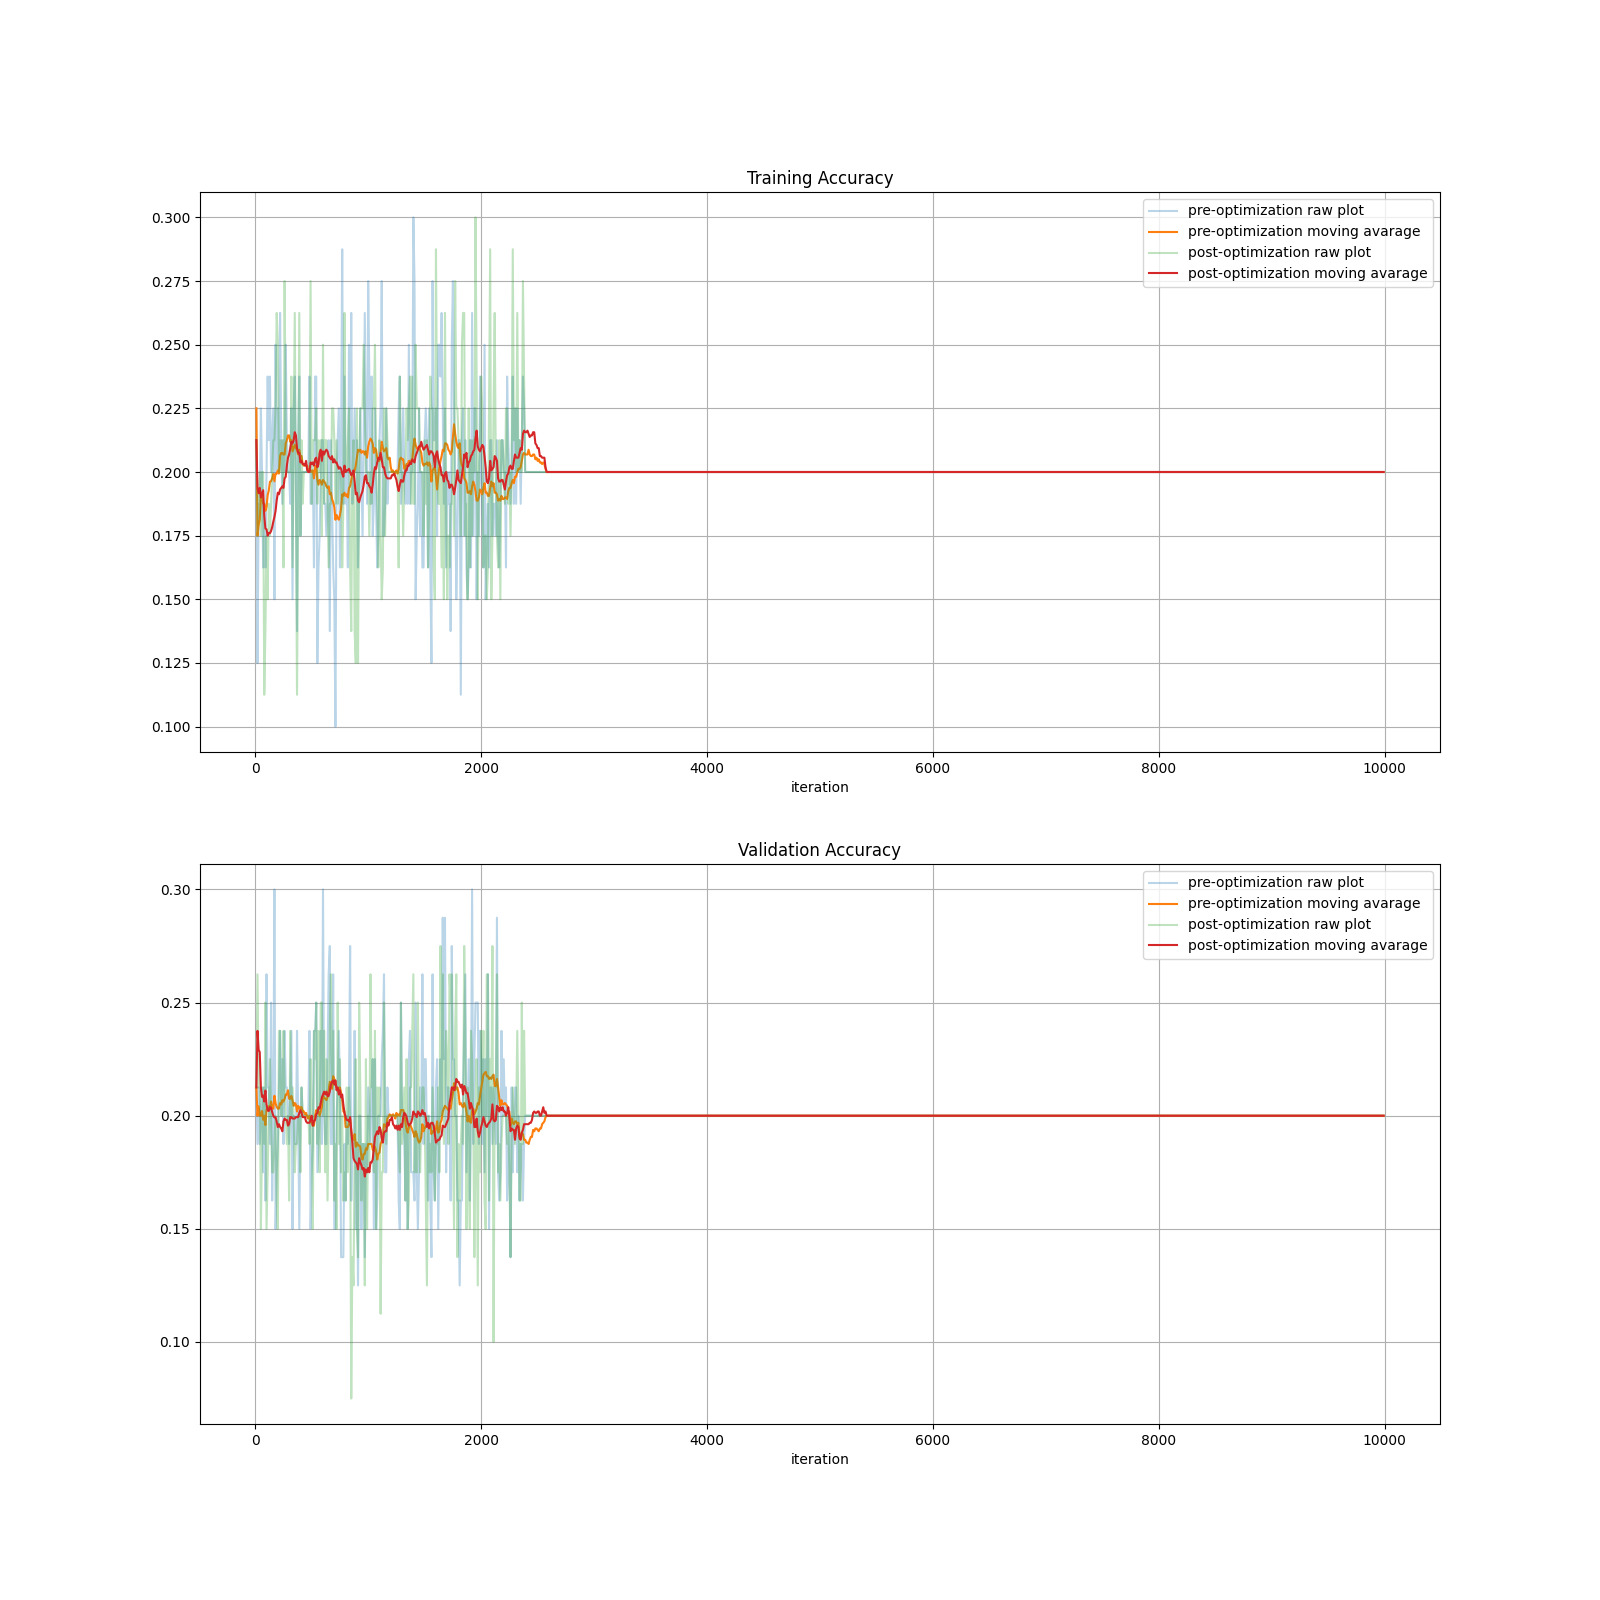 Training Accuracy
0.300
0.275
0.250
0.225
0.200
0.175
0.150
0.125
0.100
pre-optimization raw plot
pre-optimization moving avarage
post-optimization raw plot
post-optimization moving avarage
0 2000 4000 6000 8000 10000
iteration
Validation Accuracy
0.30
0.25
0.20
0.15
0.10
pre-optimization raw plot
pre-optimization moving avarage
post-optimization raw plot
post-optimization moving avarage
0 2000 4000 6000 8000 10000
iteration